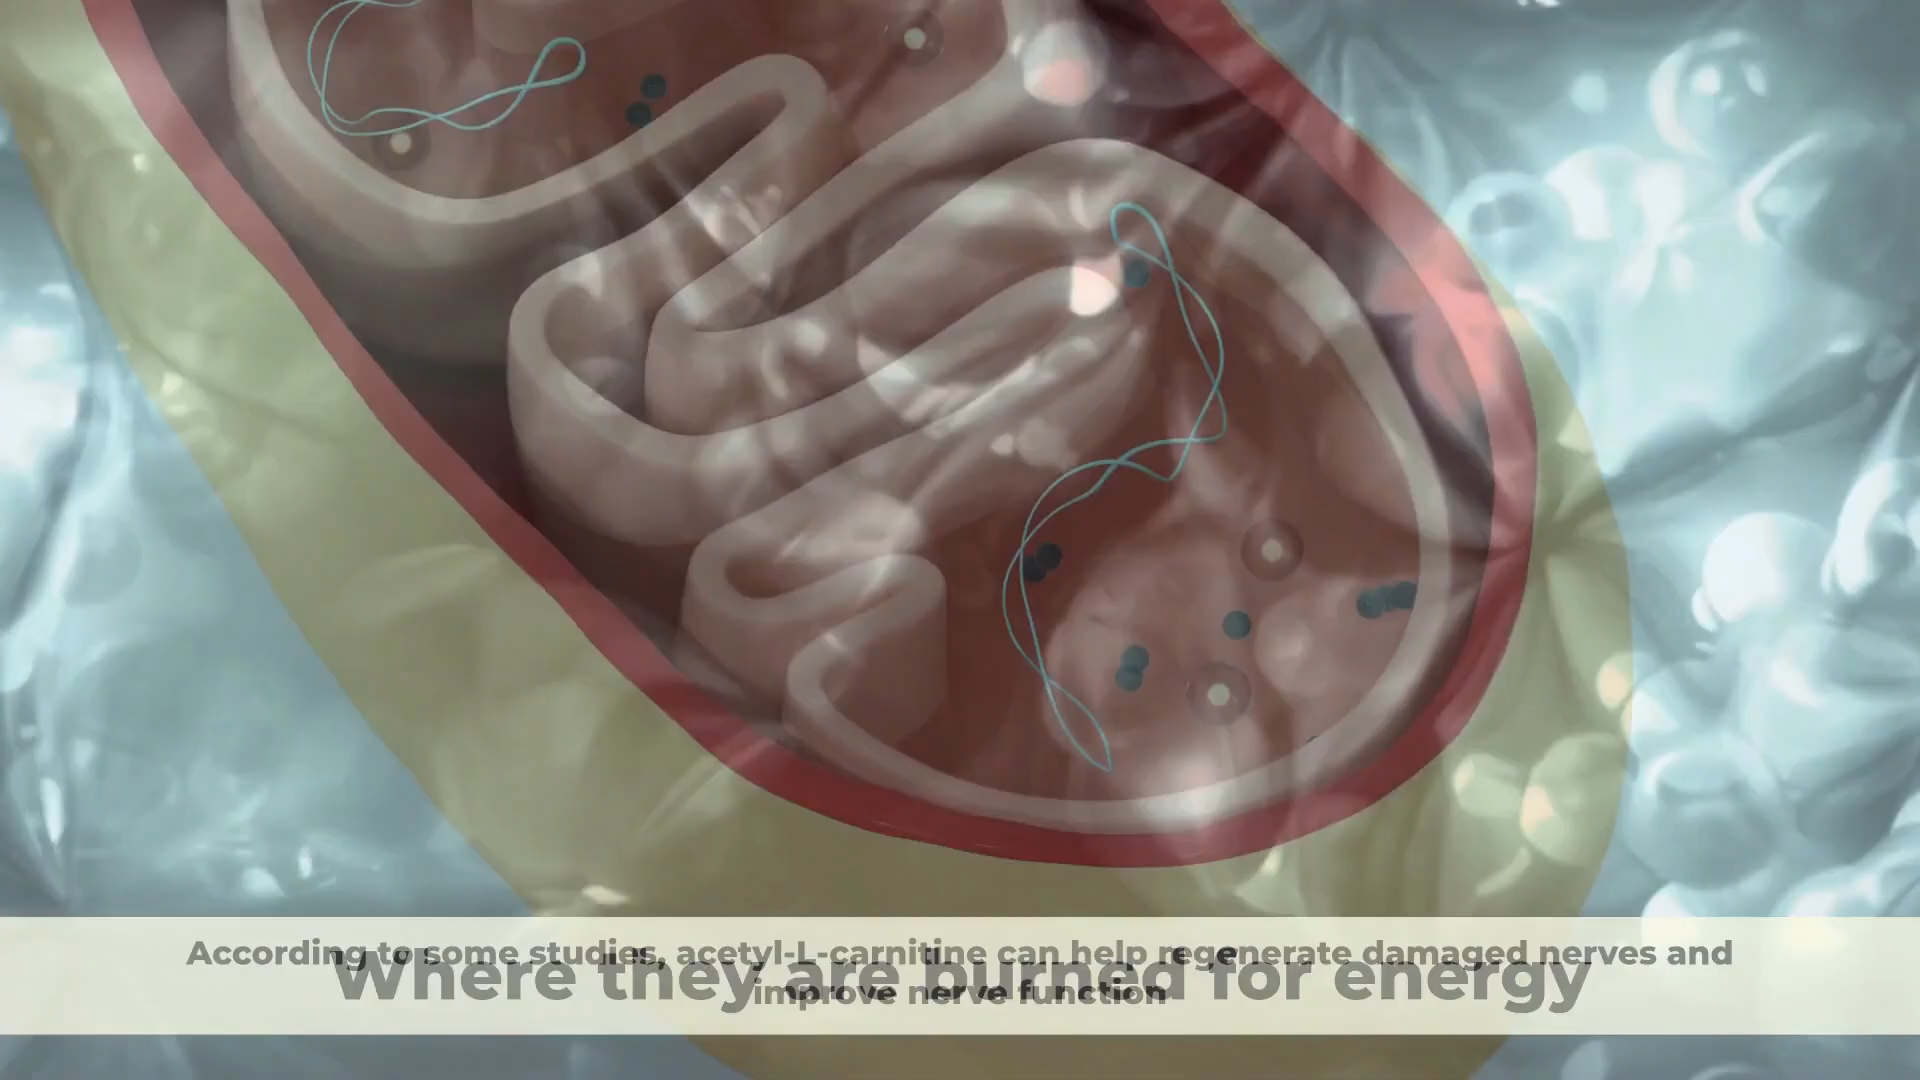 According to some studies, acetyl-L-carnitine can help regenerate damaged nerves and
improve nerve function
Where they are burned for energy